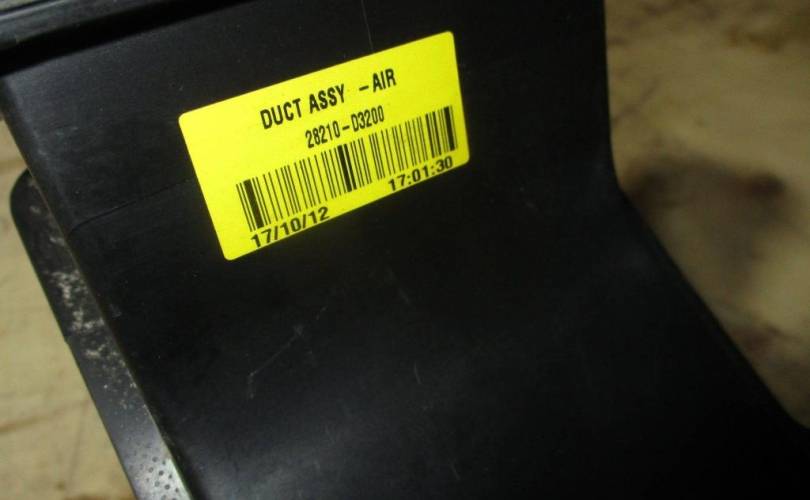 DUCT ASSY -AIR
28210-D3200
17:01:30
17/10/12